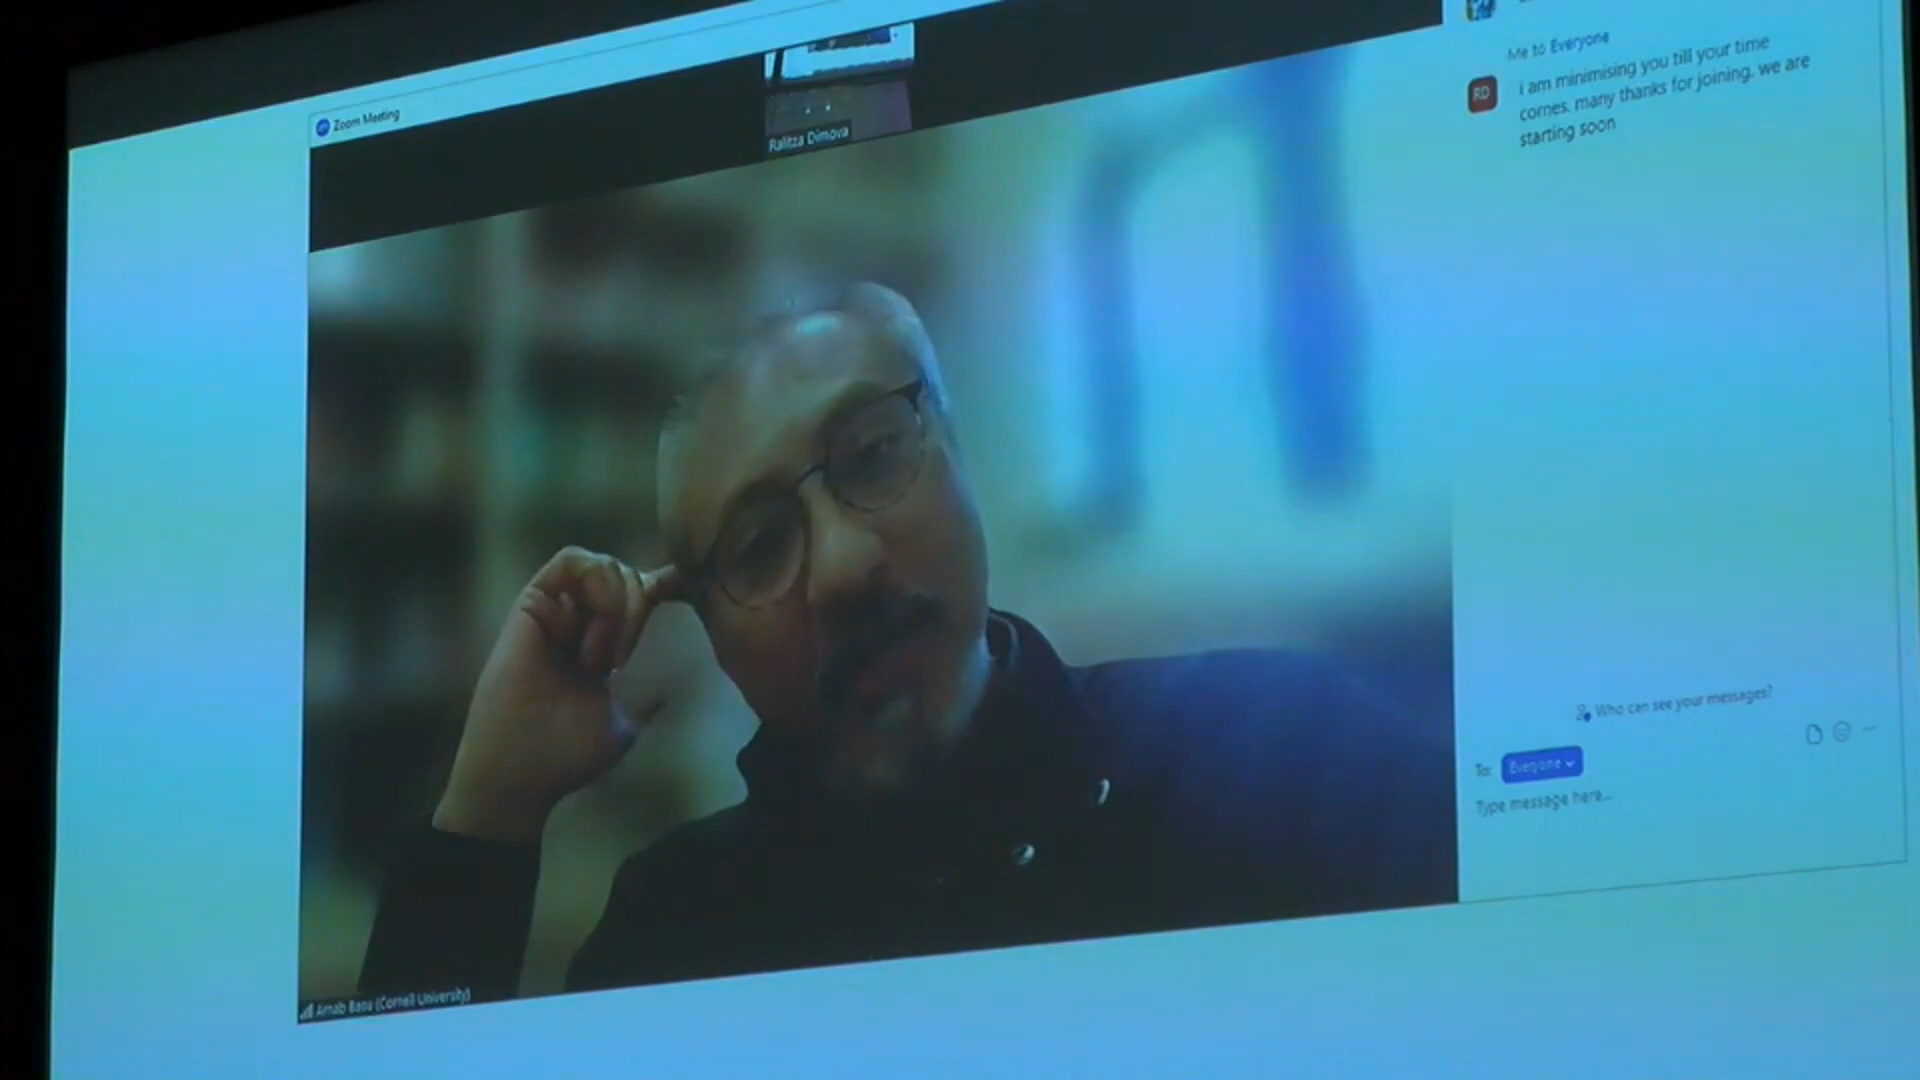 Zoom Meeting
Ralitza Dimova
Me to Everyone
RD
i am minimising you till your time
comes. many thanks for joining. we are
starting soon
Who can see your messages?
To: Everyone
Type message here...
Arnab Basu (Cornell University)